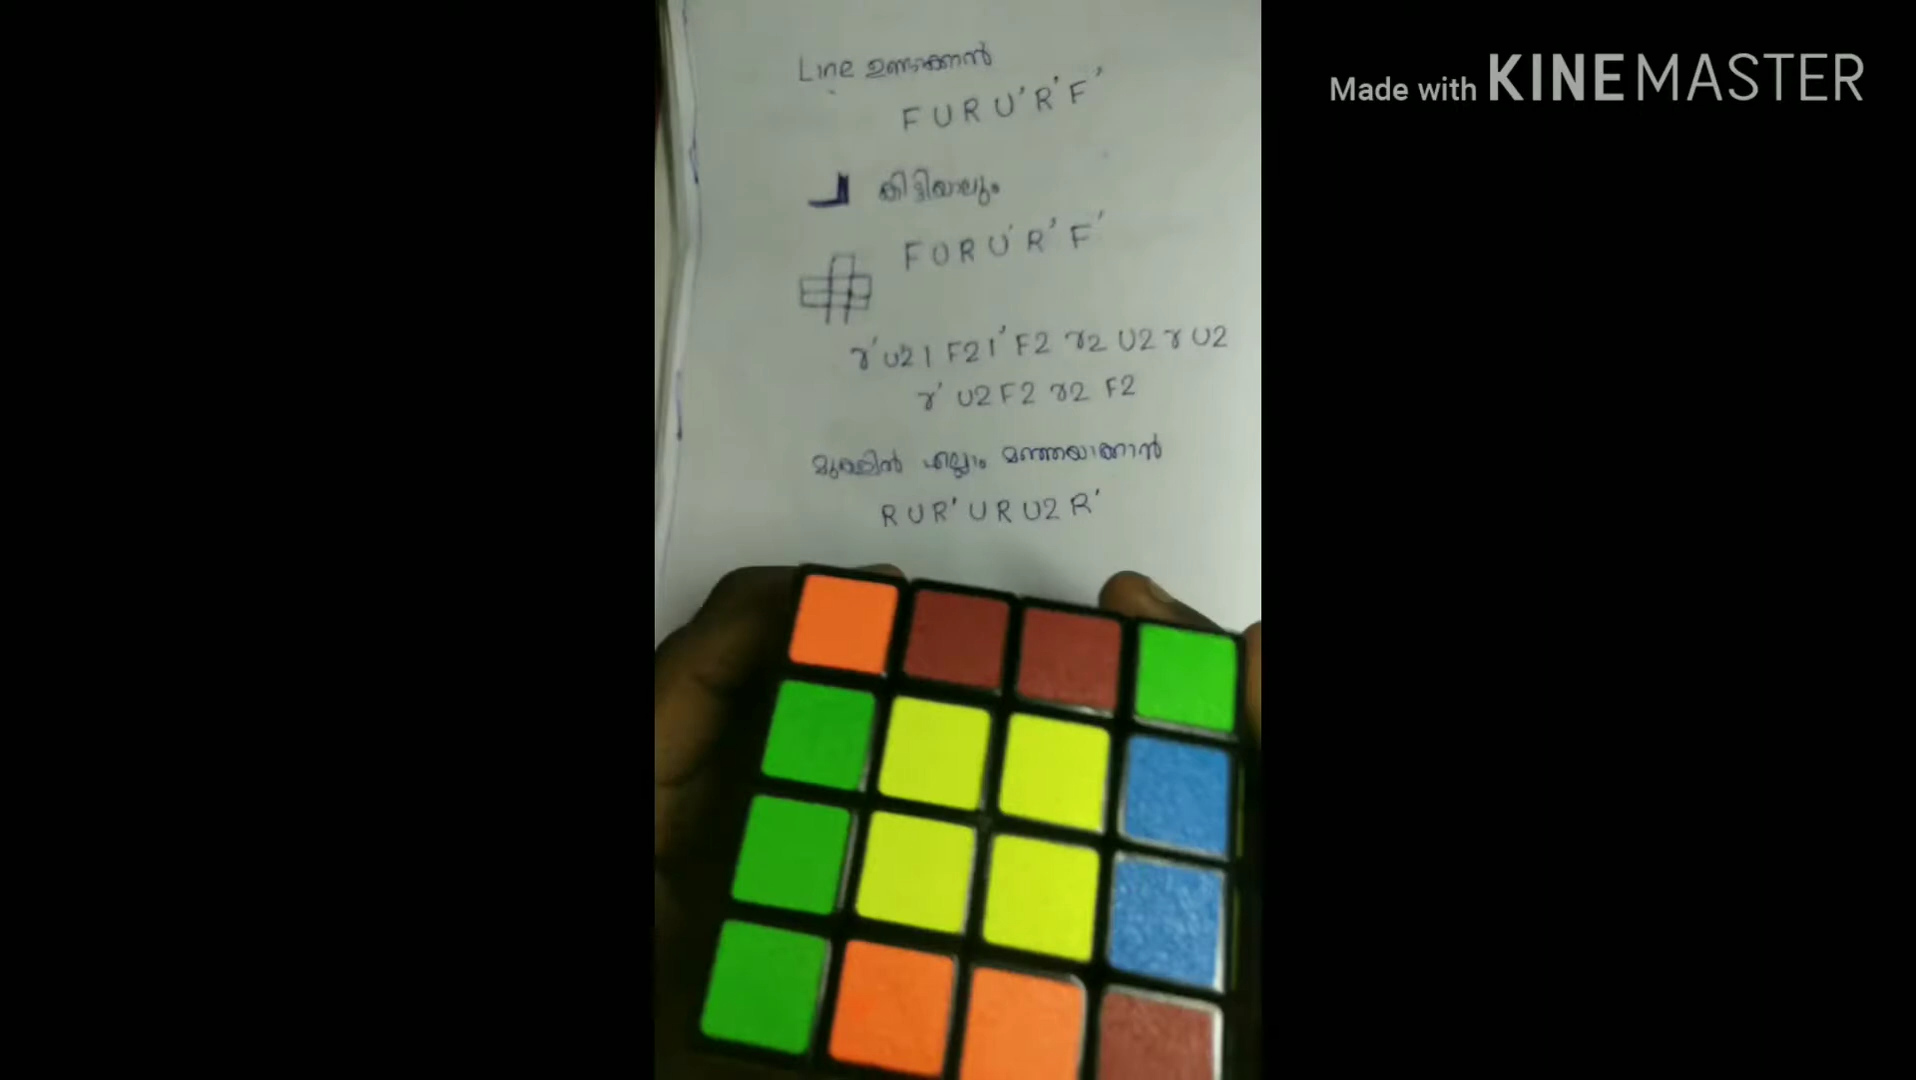 Line ഉണ്ടാക്കാൻ
F U R U' R' F'
കിട്ടിയാലും
F U R U' R' F'
r' U2 l F2 l' F2 r2 U2 r U2
r' U2 F2 r2 F2
മുകളിൽ എല്ലാം മഞ്ഞയാക്കാൻ
R U R' U R U2 R'
Made with KINEMASTER